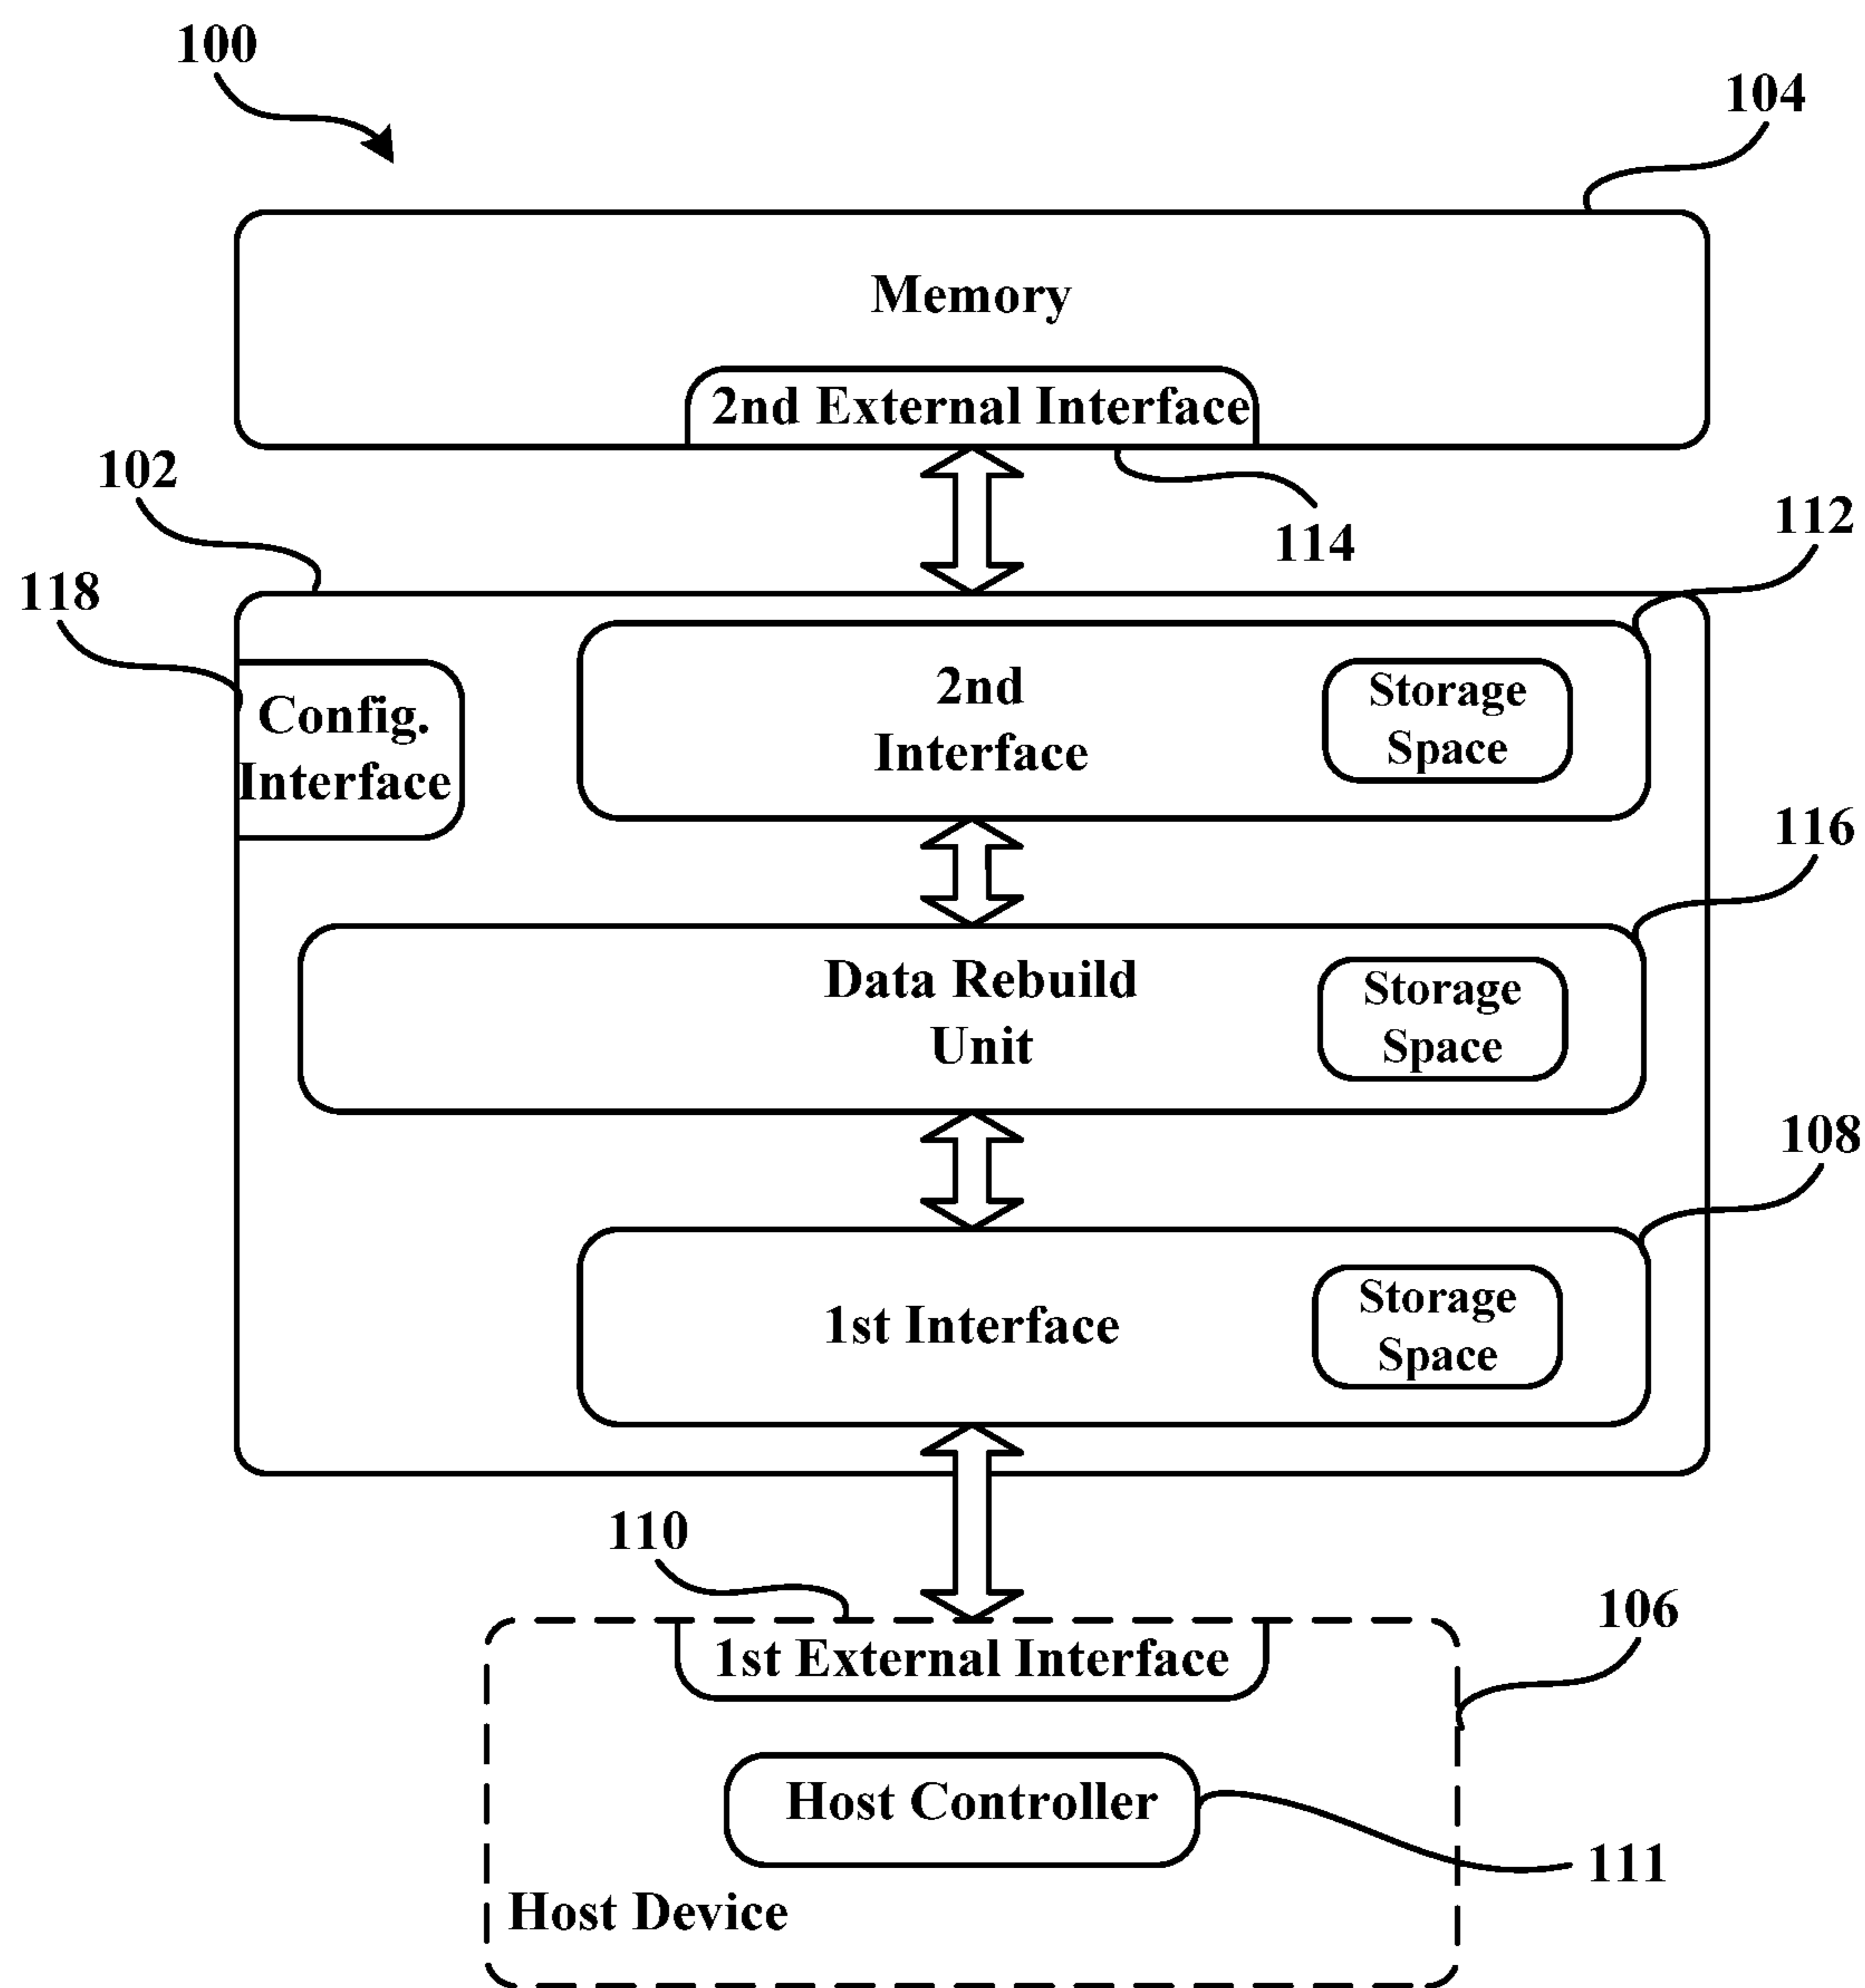 100
104
Memory
2nd External Interface
102
114
112
118
Config.
Interface
2nd
Interface
Storage
Space
116
Data Rebuild
Unit
Storage
Space
108
1st Interface
Storage
Space
110
106
1st External Interface
Host Controller
111
Host Device